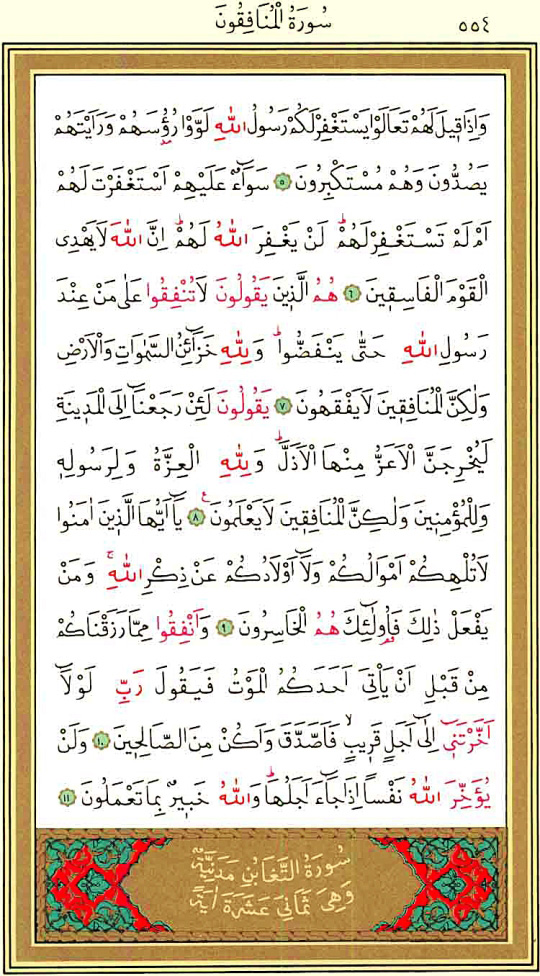 ٥٥٤
سُورَةُ الْمُنَافِقُونَ
وَاِذَا قٖيلَ لَهُمْ تَعَالَوْا يَسْتَغْفِرْ لَكُمْ رَسُولُ اللّٰهِ لَوَّوْا رُؤُ۫سَهُمْ وَرَاَيْتَهُمْ
يَصُدُّونَ وَهُمْ مُسْتَكْبِرُونَ ٥ سَوَٓاءٌ عَلَيْهِمْ اَسْتَغْفَرْتَ لَهُمْ
اَمْ لَمْ تَسْتَغْفِرْ لَهُمْۜ لَنْ يَغْفِرَ اللّٰهُ لَهُمْۜ اِنَّ اللّٰهَ لَا يَهْدِى
الْقَوْمَ الْفَاسِقٖينَ ٦ هُمُ الَّذٖينَ يَقُولُونَ لَا تُنْفِقُوا عَلٰى مَنْ عِنْدَ
رَسُولِ اللّٰهِ حَتّٰى يَنْفَضُّواۜ وَلِلّٰهِ خَزَٓائِنُ السَّمٰوَاتِ وَالْاَرْضِ
وَلٰكِنَّ الْمُنَافِقٖينَ لَا يَفْقَهُونَ ٧ يَقُولُونَ لَئِنْ رَجَعْنَٓا اِلَى الْمَدٖينَةِ
لَيُخْرِجَنَّ الْاَعَزُّ مِنْهَا الْاَذَلَّۜ وَلِلّٰهِ الْعِزَّةُ وَلِرَسُولِهٖ
وَلِلْمُؤْمِنٖينَ وَلٰكِنَّ الْمُنَافِقٖينَ لَا يَعْلَمُونَ ع ٨ يَٓا اَيُّهَا الَّذٖينَ اٰمَنُوا
لَا تُلْهِكُمْ اَمْوَالُكُمْ وَلَٓا اَوْلَادُكُمْ عَنْ ذِكْرِ اللّٰهِۚ وَمَنْ
يَفْعَلْ ذٰلِكَ فَاُو۬لٰٓئِكَ هُمُ الْخَاسِرُونَ ٩ وَاَنْفِقُوا مِمَّا رَزَقْنَاكُمْ
مِنْ قَبْلِ اَنْ يَأْتِىَ اَحَدَكُمُ الْمَوْتُ فَيَقُولَ رَبِّ لَوْلَٓا
اَخَّرْتَنٖٓى اِلٰٓى اَجَلٍ قَرٖيبٍۙ فَاَصَّدَّقَ وَاَكُنْ مِنَ الصَّالِحٖينَ ١٠ وَلَنْ
يُؤَخِّرَ اللّٰهُ نَفْساً اِذَا جَٓاءَ اَجَلُهَاۜ وَاللّٰهُ خَبٖيرٌ بِمَا تَعْمَلُونَ ١١
سُورَةُ التَّغَابُنِ مَدَنِيَّةٌ
وَهِىَ ثَمَانِىَ عَشْرَةَ اٰيَةً